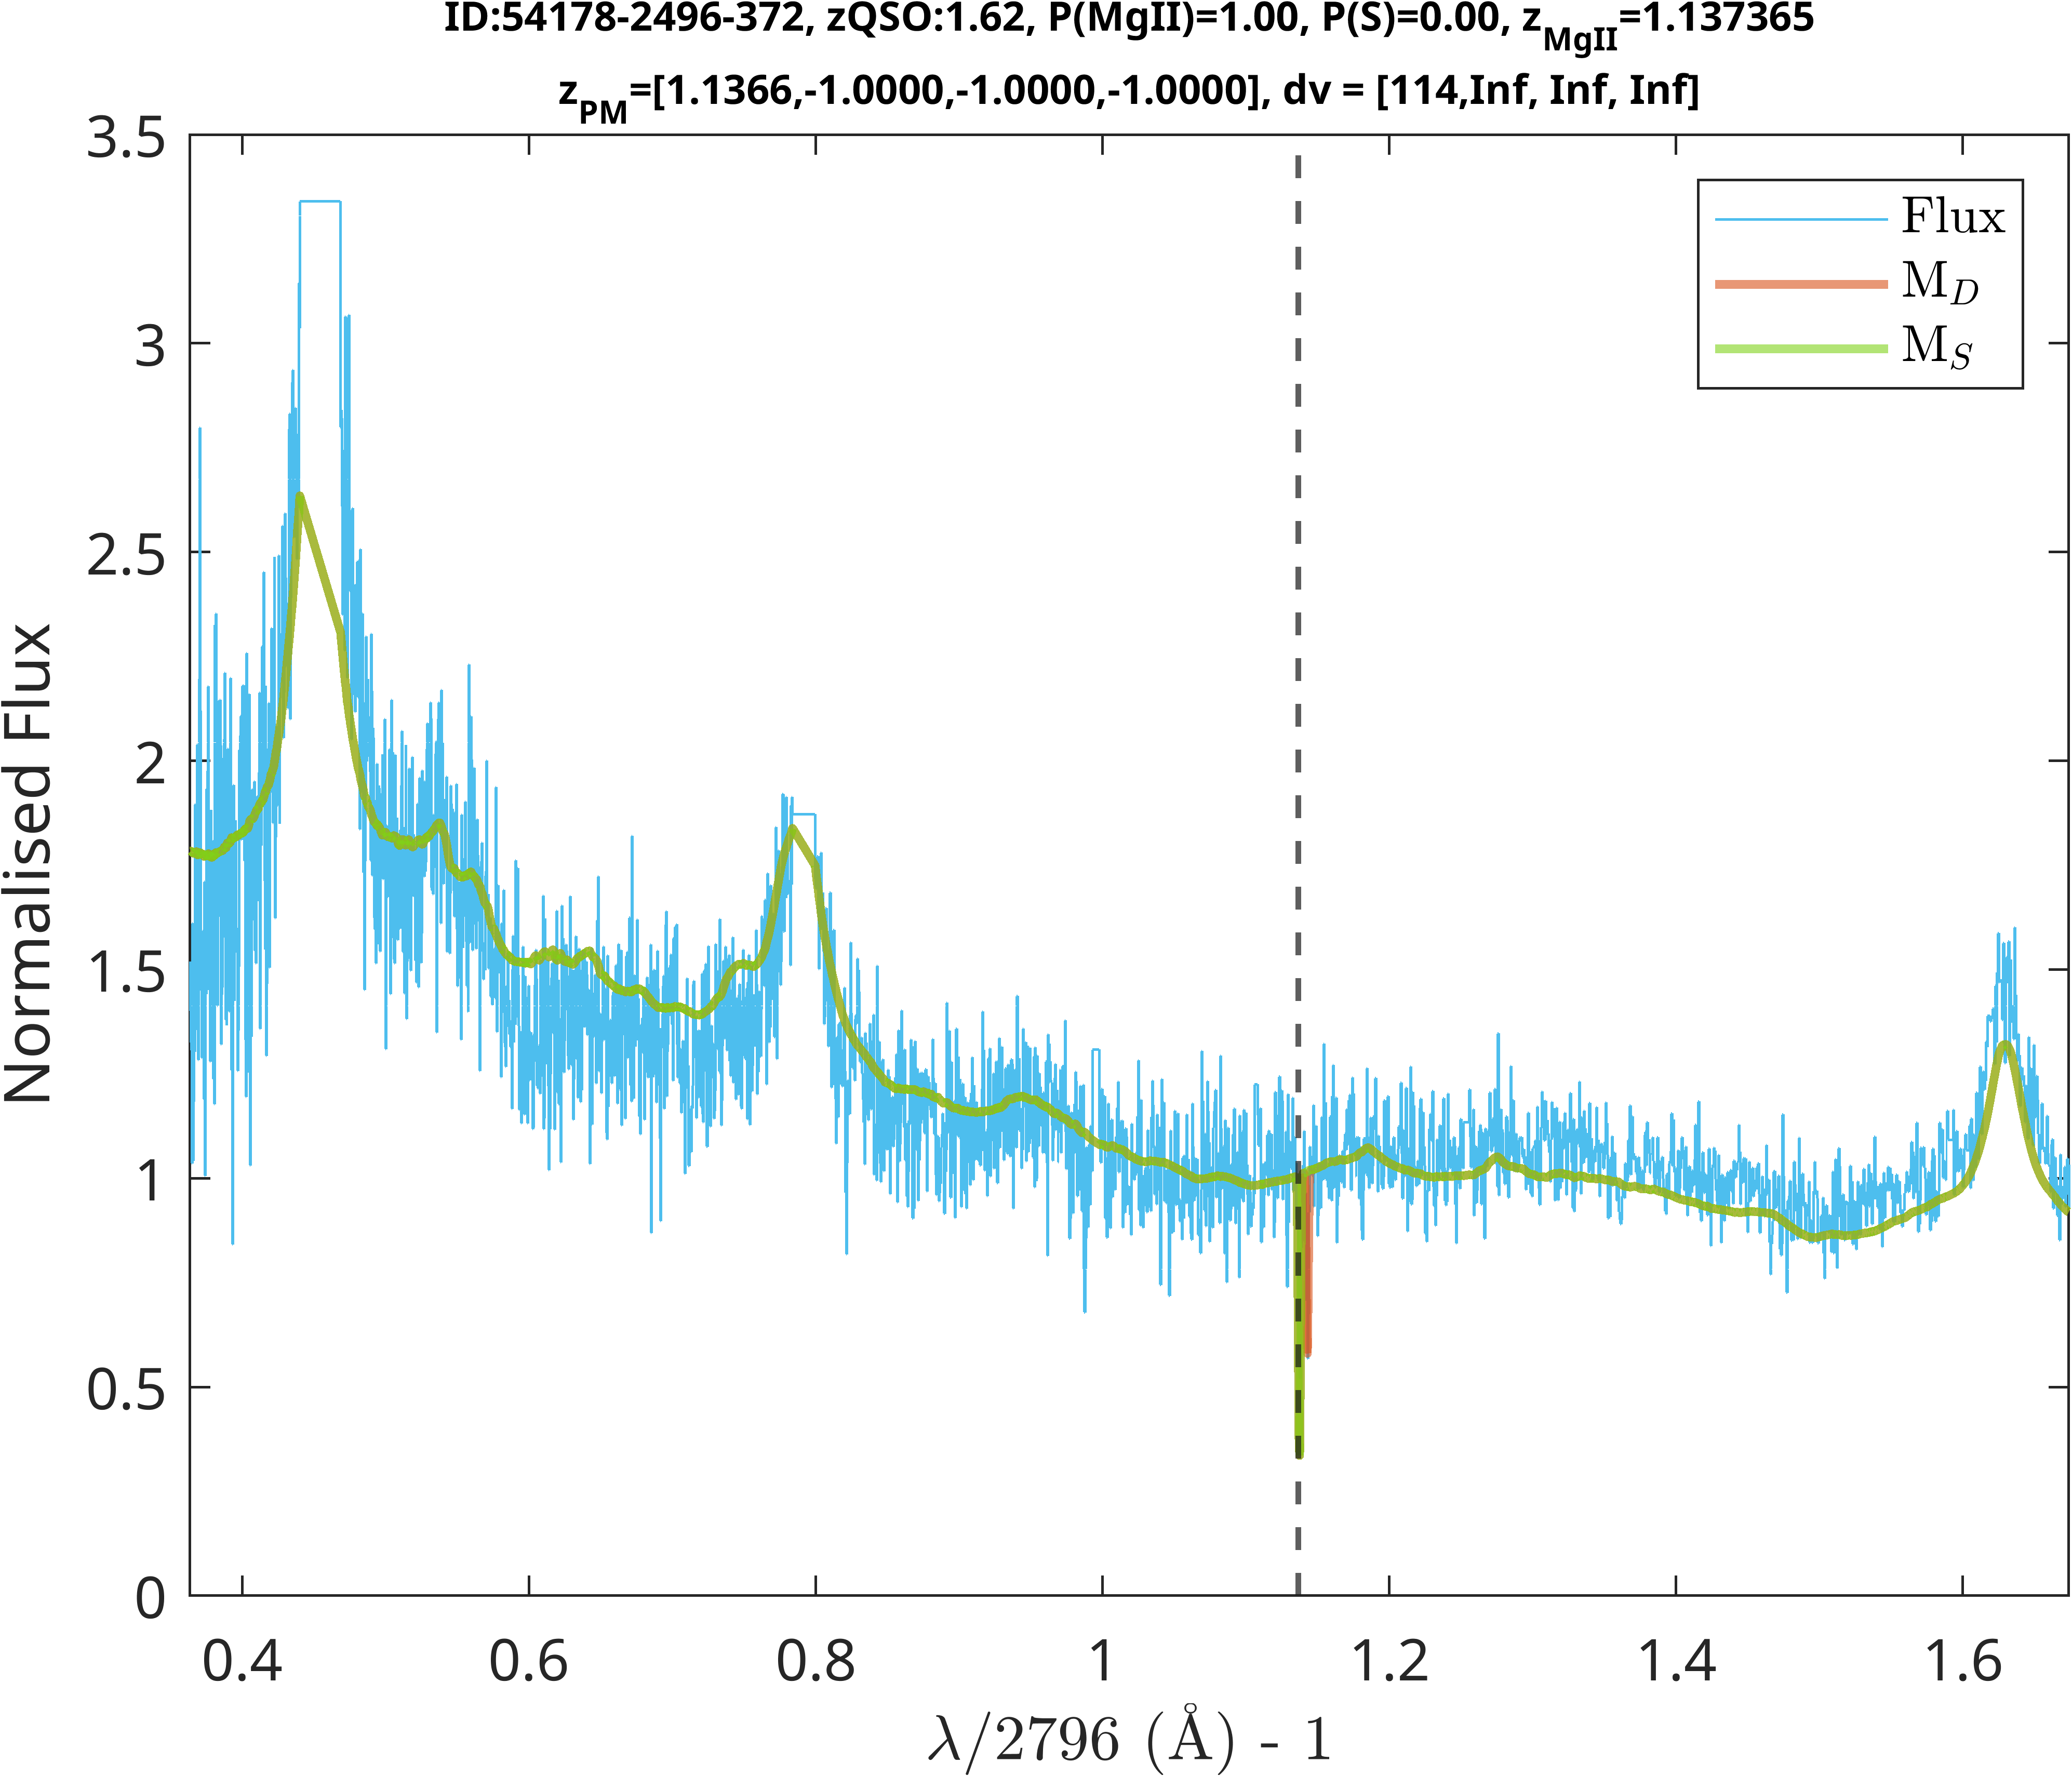 ID:54178-2496-372, zQSO:1.62, P(MgII)=1.00, P(S)=0.00, zMgII=1.137365
zPM=[1.1366,-1.0000,-1.0000,-1.0000], dv = [114,Inf, Inf, Inf]
3.5
3
2.5
2
1.5
1
0.5
0
Normalised Flux
Flux
MD
MS
0.4 0.6 0.8 1 1.2 1.4 1.6
λ/2796 (Å) - 1